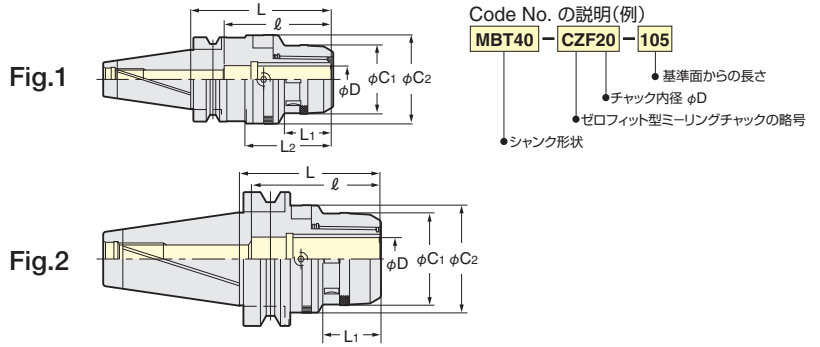 Fig.1
L
ℓ
φD
φC1
φC2
L1
L2
Code No. の説明(例)
MBT40 − CZF20 − 105
基準面からの長さ
チャック内径 φD
ゼロフィット型ミーリングチャックの略号
シャンク形状
Fig.2
L
ℓ
φD
φC1
φC2
L1